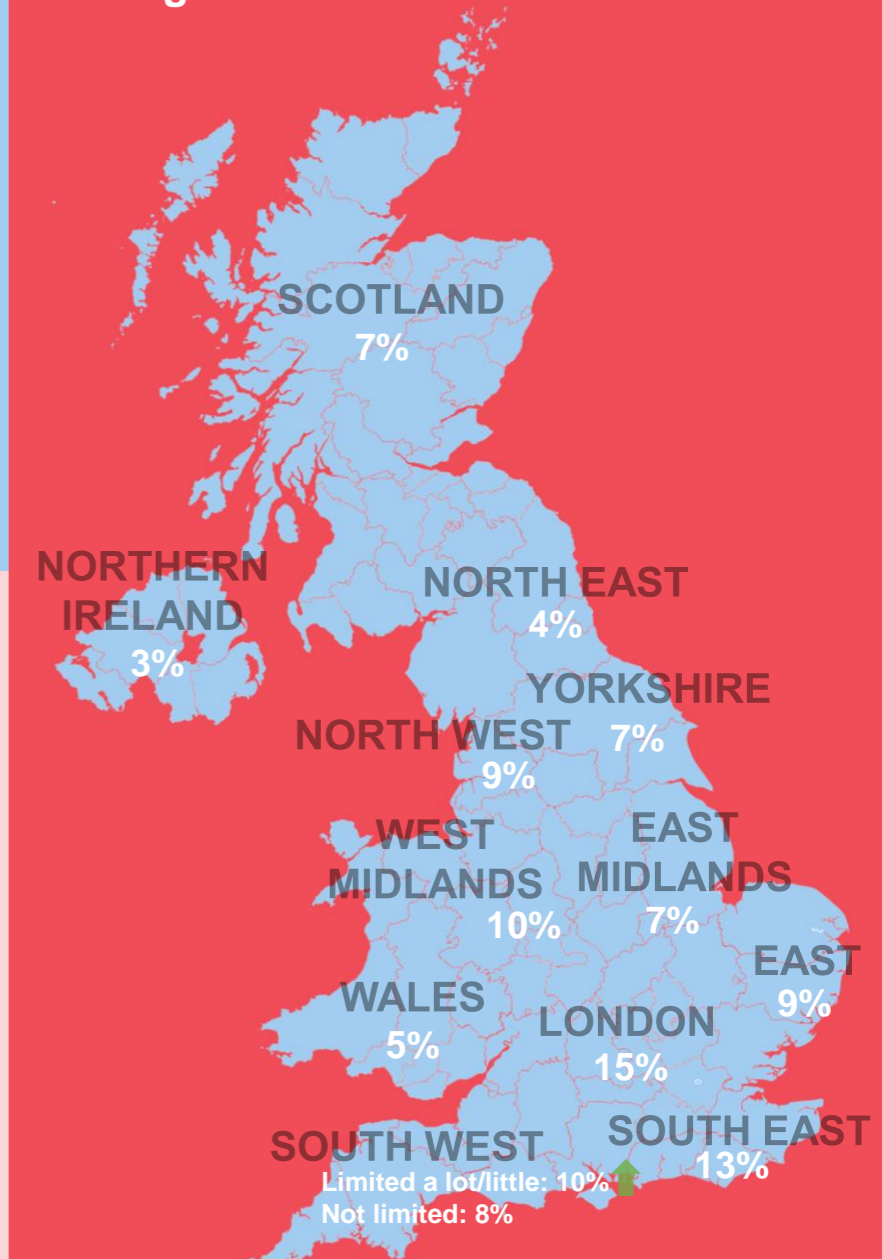 SCOTLAND
7%
NORTHERN
IRELAND
3%
NORTH EAST
4%
YORKSHIRE
7%
NORTH WEST
9%
WEST
MIDLANDS
10%
EAST
MIDLANDS
7%
EAST
9%
WALES
5%
LONDON
15%
SOUTH EAST
13%
SOUTH WEST
Limited a lot/little: 10%
Not limited: 8%